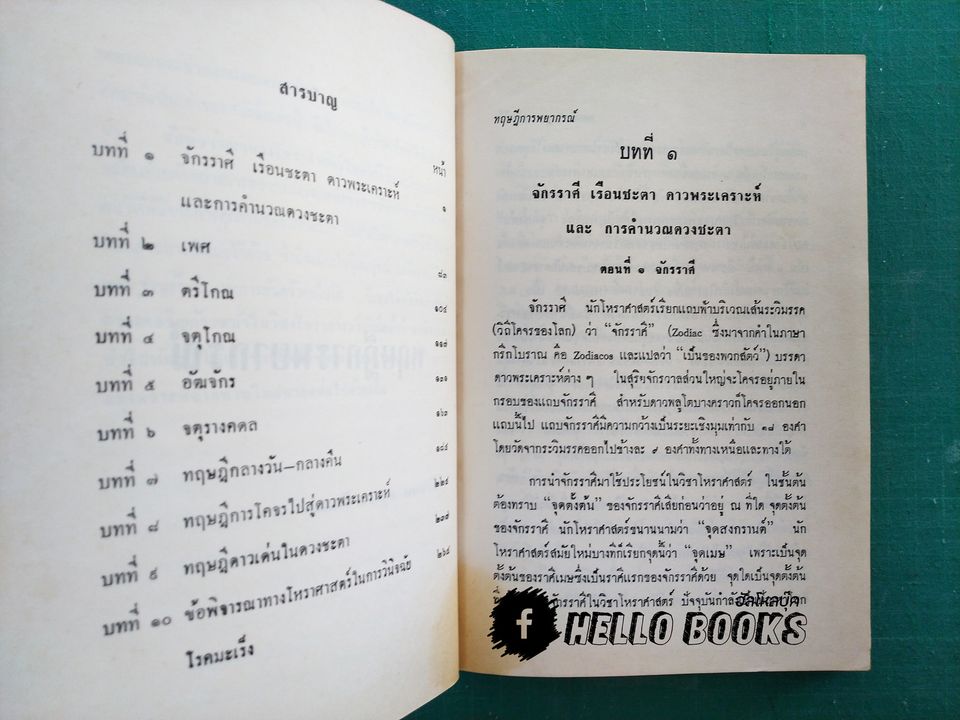 สารบาญ
หน้า
บทที่ ๑ จักรราศี เรือนชะตา ดาวพระเคราะห์
และการคำนวณดวงชะตา ๑
บทที่ ๒ เพศ ๘๓
บทที่ ๓ ตรีโกณ ๑๐๔
บทที่ ๔ จตุโกณ ๑๑๘
บทที่ ๕ อัฒจักร ๑๓๑
บทที่ ๖ จตุรางคดล ๑๖๓
บทที่ ๗ ทฤษฎีกลางวัน–กลางคืน ๑๘๔
บทที่ ๘ ทฤษฎีการโคจรไปสู่ดาวพระเคราะห์ ๒๒๔
บทที่ ๙ ทฤษฎีดาวเด่นในดวงชะตา ๒๓๗
บทที่ ๑๐ ข้อพิจารณาทางโหราศาสตร์ในการวินิจฉัย ๒๖๘
โรคมะเร็ง
ทฤษฎีการพยากรณ์
บทที่ ๑
จักรราศี เรือนชะตา ดาวพระเคราะห์
และ การคำนวณดวงชะตา
ตอนที่ ๑ จักรราศี
จักรราศี นักโหราศาสตร์เรียกแถบฟ้าบริเวณเส้นระวิมรรค
(วิถีโคจรของโลก) ว่า “จักรราศี” (Zodiac ซึ่งมาจากคำในภาษา
กรีกโบราณ คือ Zodiacos และแปลว่า “เป็นของพวกสัตว์”) บรรดา
ดาวพระเคราะห์ต่าง ๆ ในสุริยจักรวาลส่วนใหญ่จะโคจรอยู่ภายใน
กรอบของแถบจักรราศี สำหรับดาวพลูโตบางคราวก็โคจรออกนอก
แถบนี้ไป แถบจักรราศีมีความกว้างเป็นระยะเชิงมุมเท่ากับ ๑๘ องศา
โดยวัดจากระวิมรรคออกไปข้างละ ๙ องศาทั้งทางเหนือและทางใต้
การนำจักรราศีมาใช้ประโยชน์ในวิชาโหราศาสตร์ ในชั้นต้น
ต้องทราบ “จุดตั้งต้น” ของจักรราศีเสียก่อนว่าอยู่ ณ ที่ใด จุดตั้งต้น
ของจักรราศี นักโหราศาสตร์ขนานนามว่า “จุดสงกรานต์” นัก
โหราศาสตร์สมัยใหม่บางทีก็เรียกจุดนี้ว่า “จุดเมษ” เพราะเป็นจุด
ตั้งต้นของราศีเมษซึ่งเป็นราศีแรกของจักรราศีด้วย จุดใดเป็นจุดตั้งต้น
จักรราศีในวิชาโหราศาสตร์ ปัจจุบันกำลัง
HELLO BOOKS